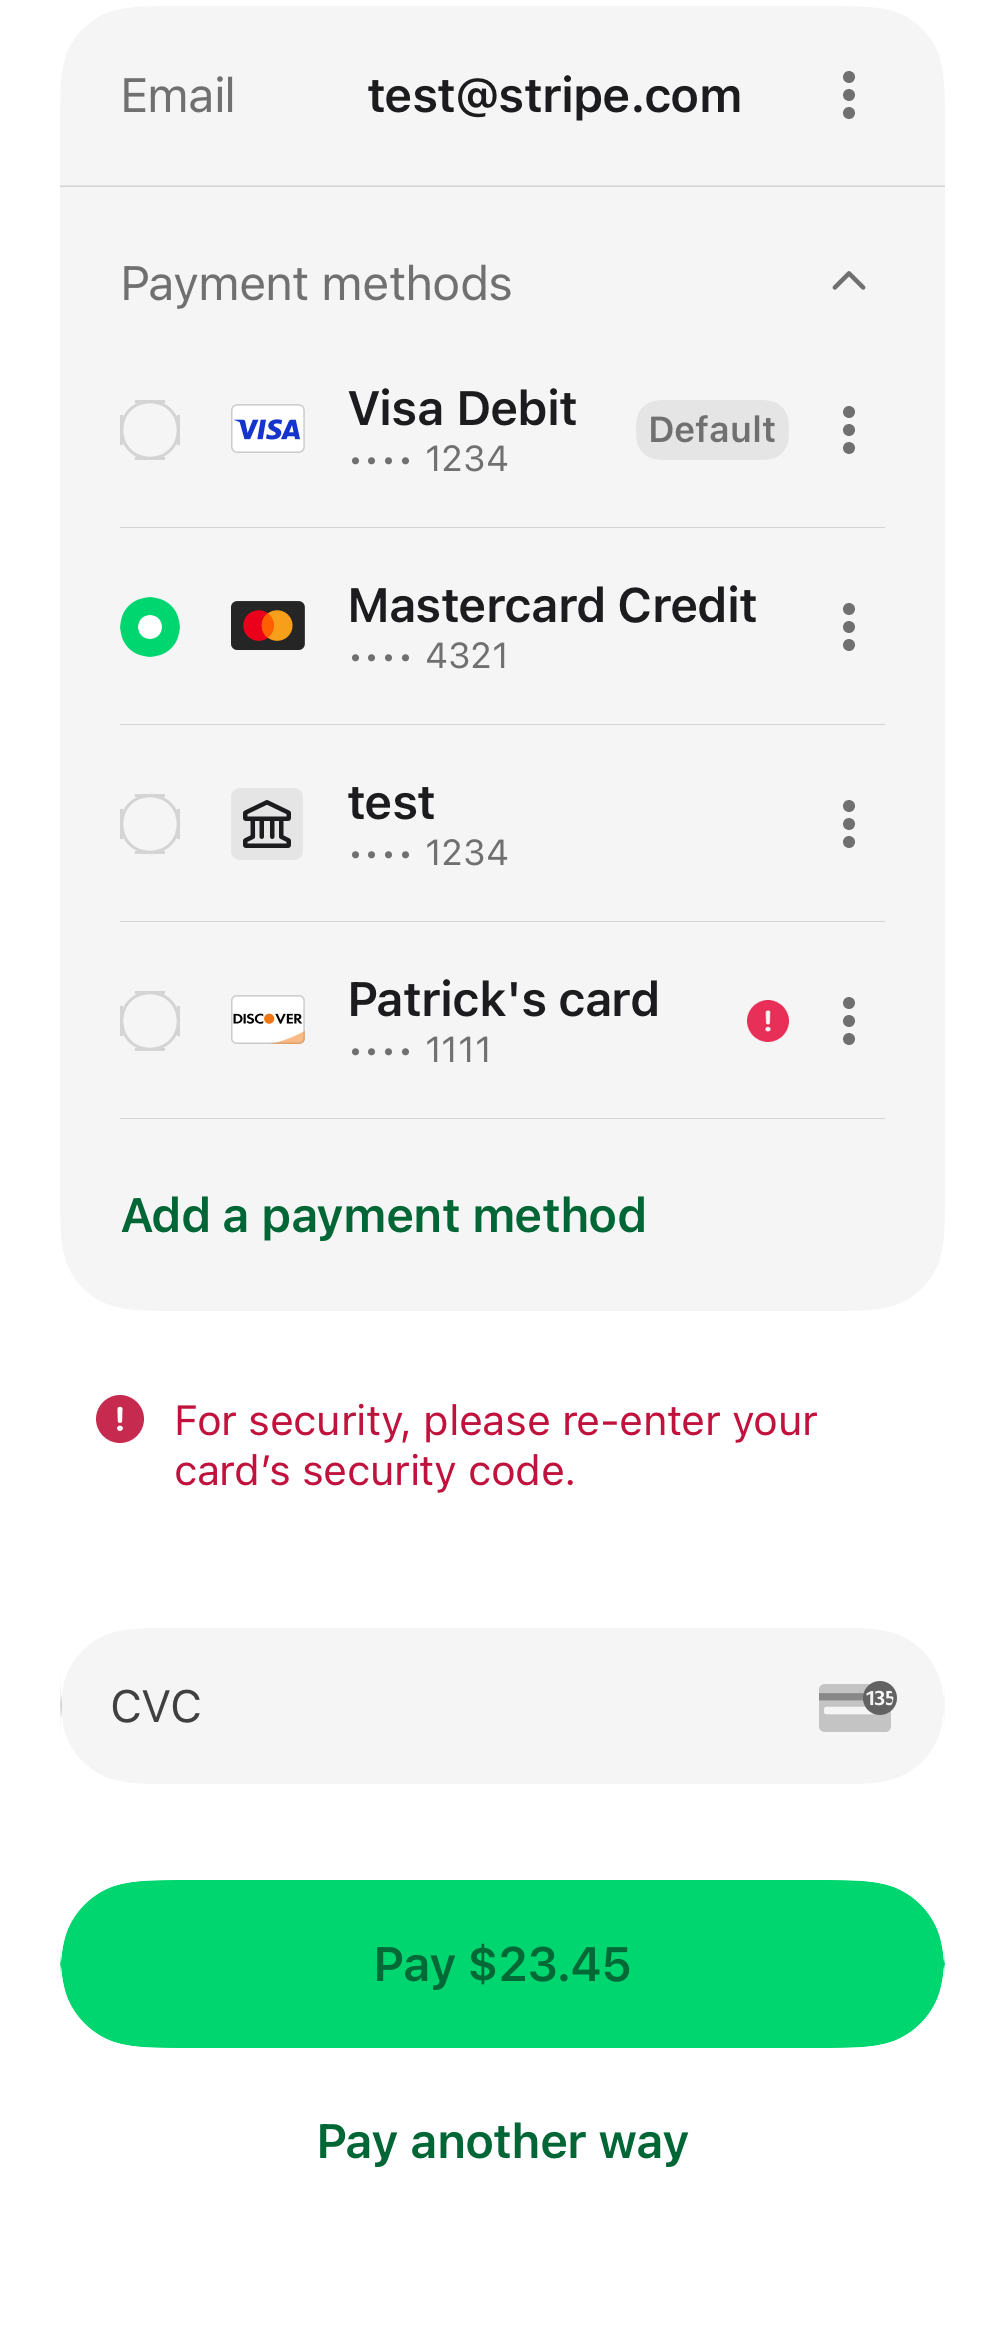 Email test@stripe.com
Payment methods
VISA Visa Debit Default
•••• 1234
Mastercard Credit
•••• 4321
test
•••• 1234
DISCOVER Patrick's card
•••• 1111
Add a payment method
For security, please re-enter your
card’s security code.
CVC 135
Pay $23.45
Pay another way